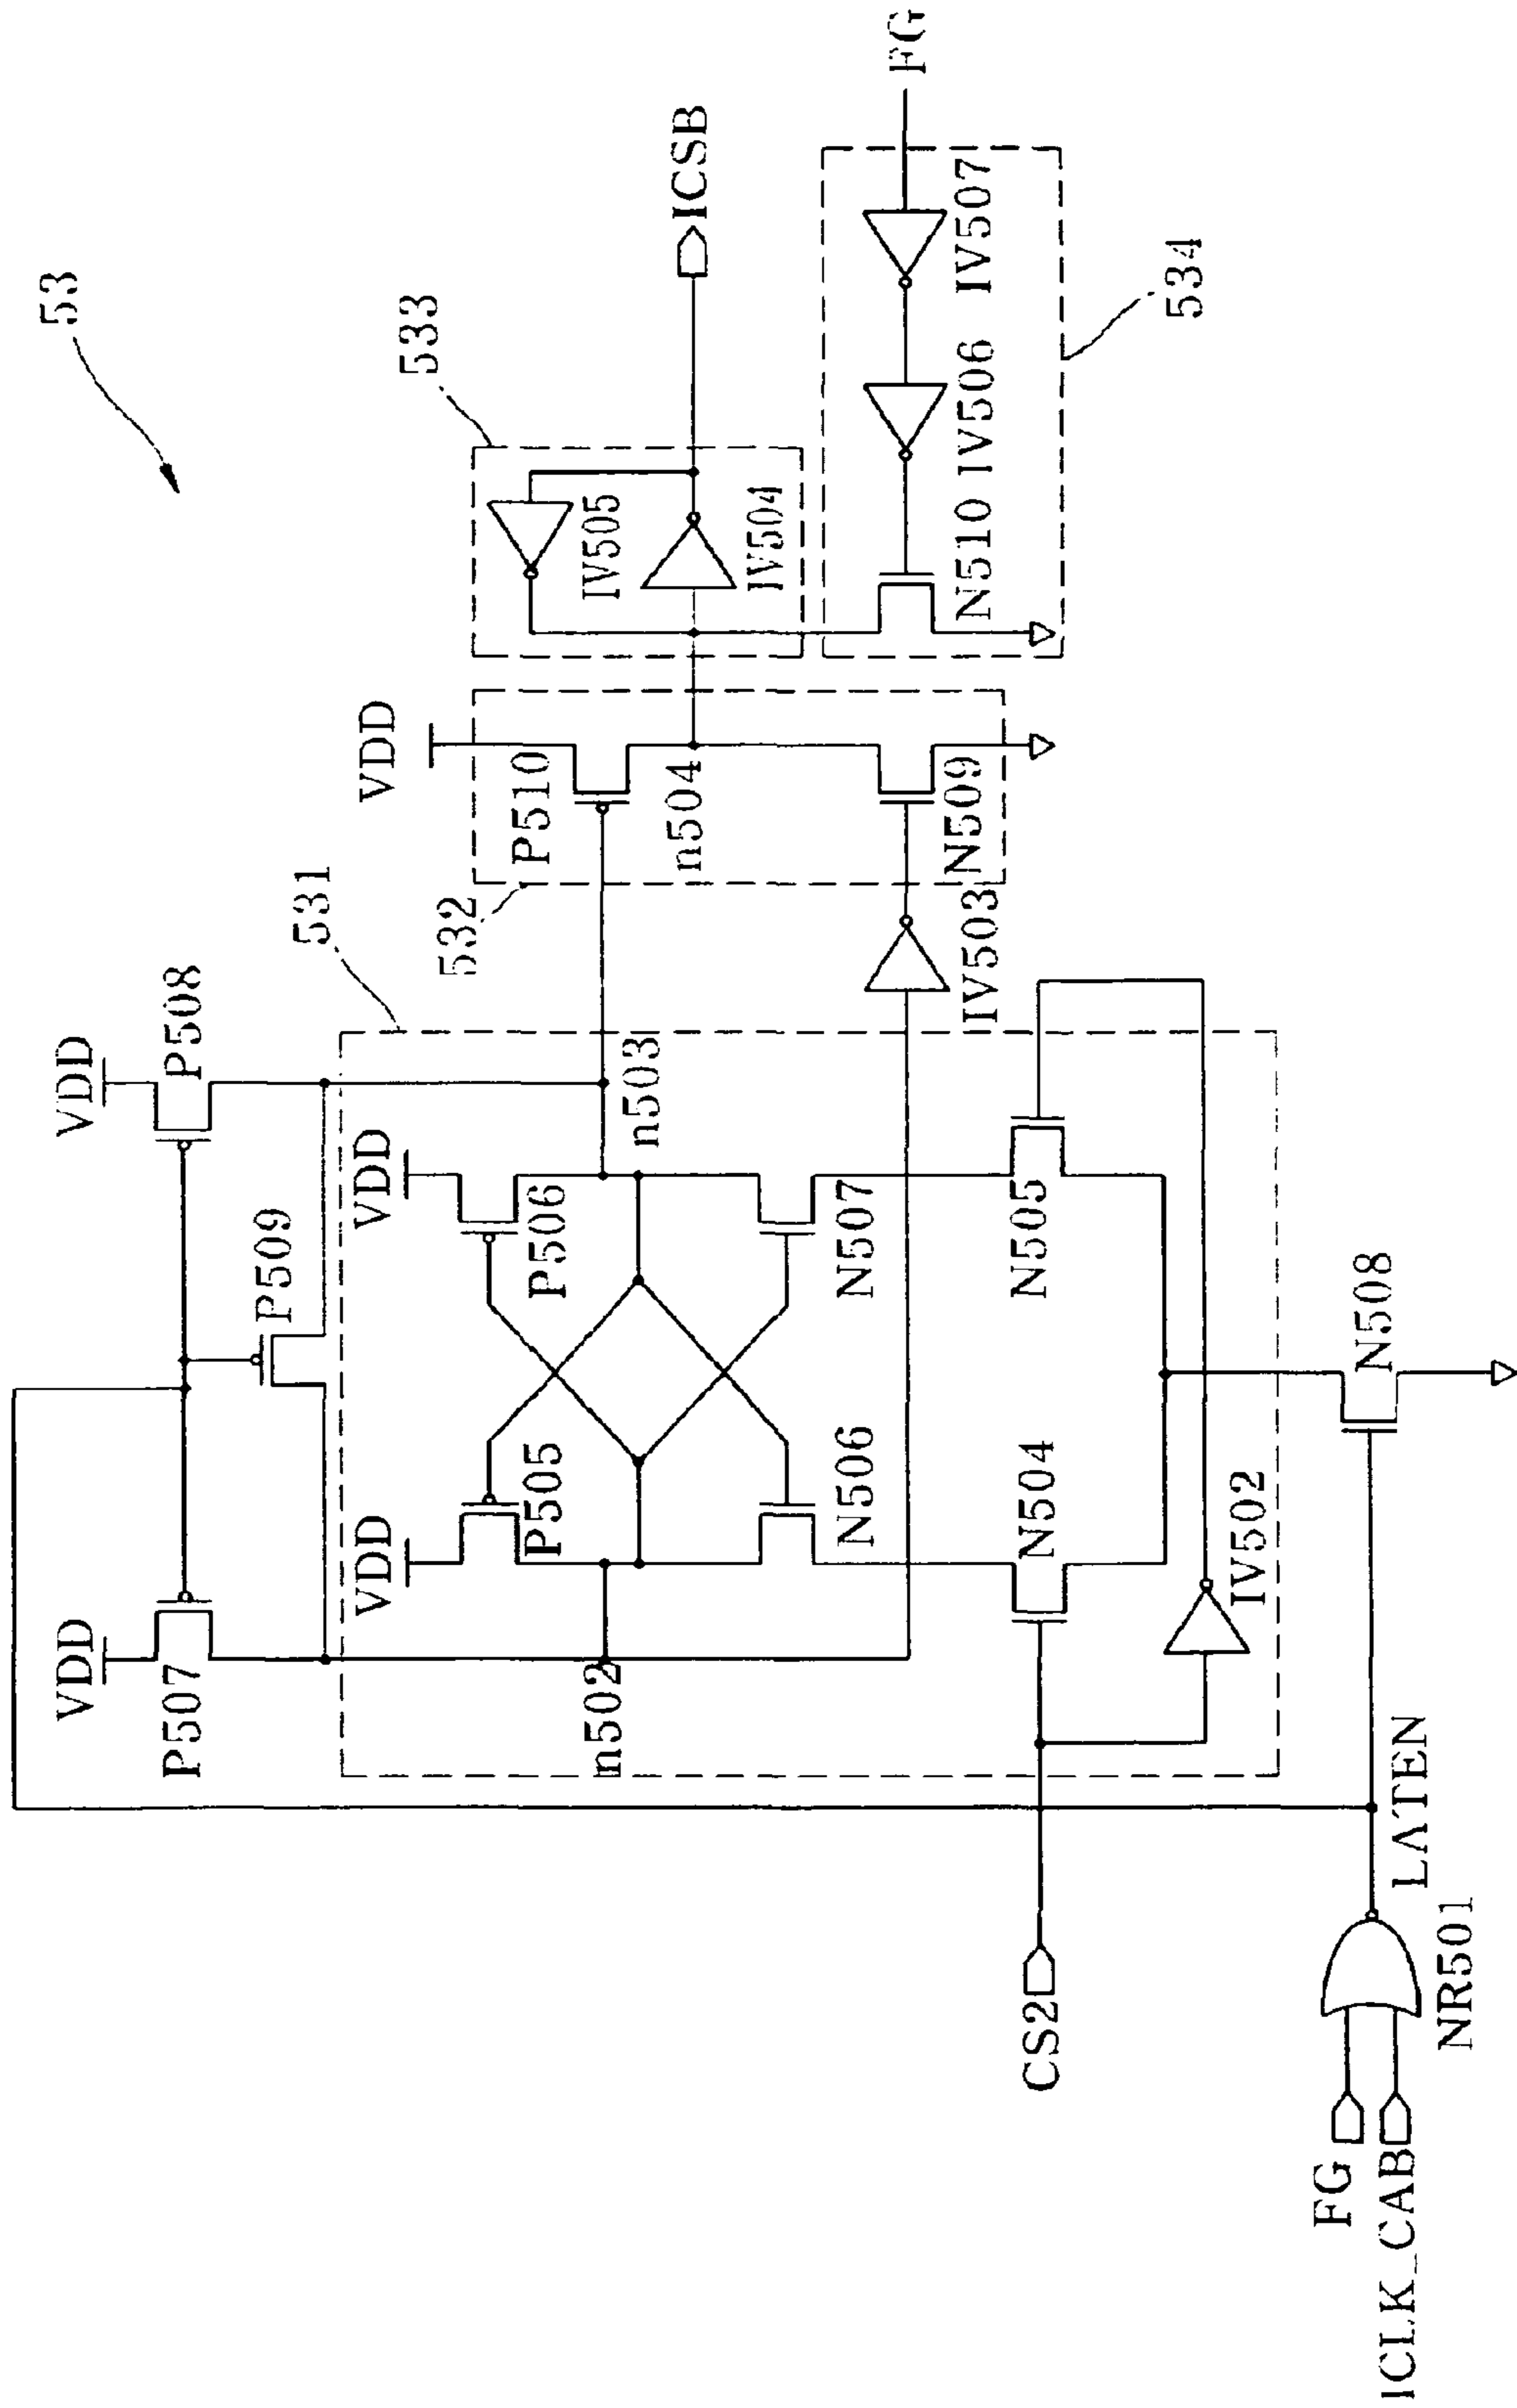 53
VDD
P507
VDD
P508
P509
531
VDD
P505
VDD
P506
n502
n503
N506
N507
N504
N505
IV502
CS2
FG
ICLK_CAB
NR501
LATEN
N508
532
VDD
P510
n504
N509
IV503
533
IV505
IV504
ICSB
N510
IV506
IV507
FG
534